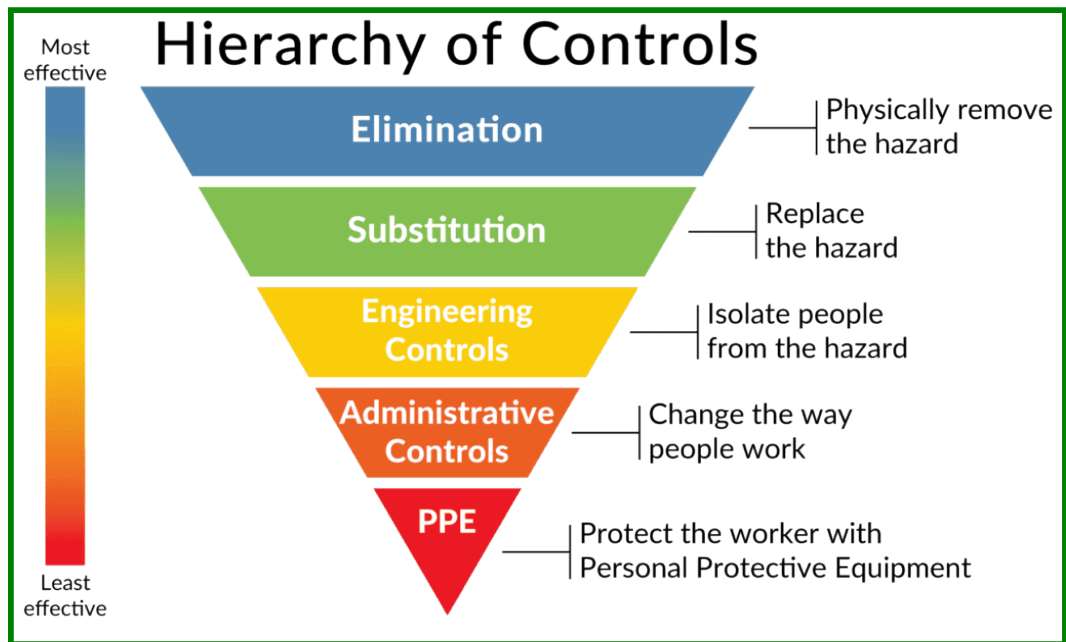 Hierarchy of Controls
Most
effective
Elimination
Physically remove
the hazard
Substitution
Replace
the hazard
Engineering
Controls
Isolate people
from the hazard
Administrative
Controls
Change the way
people work
PPE
Protect the worker with
Personal Protective Equipment
Least
effective